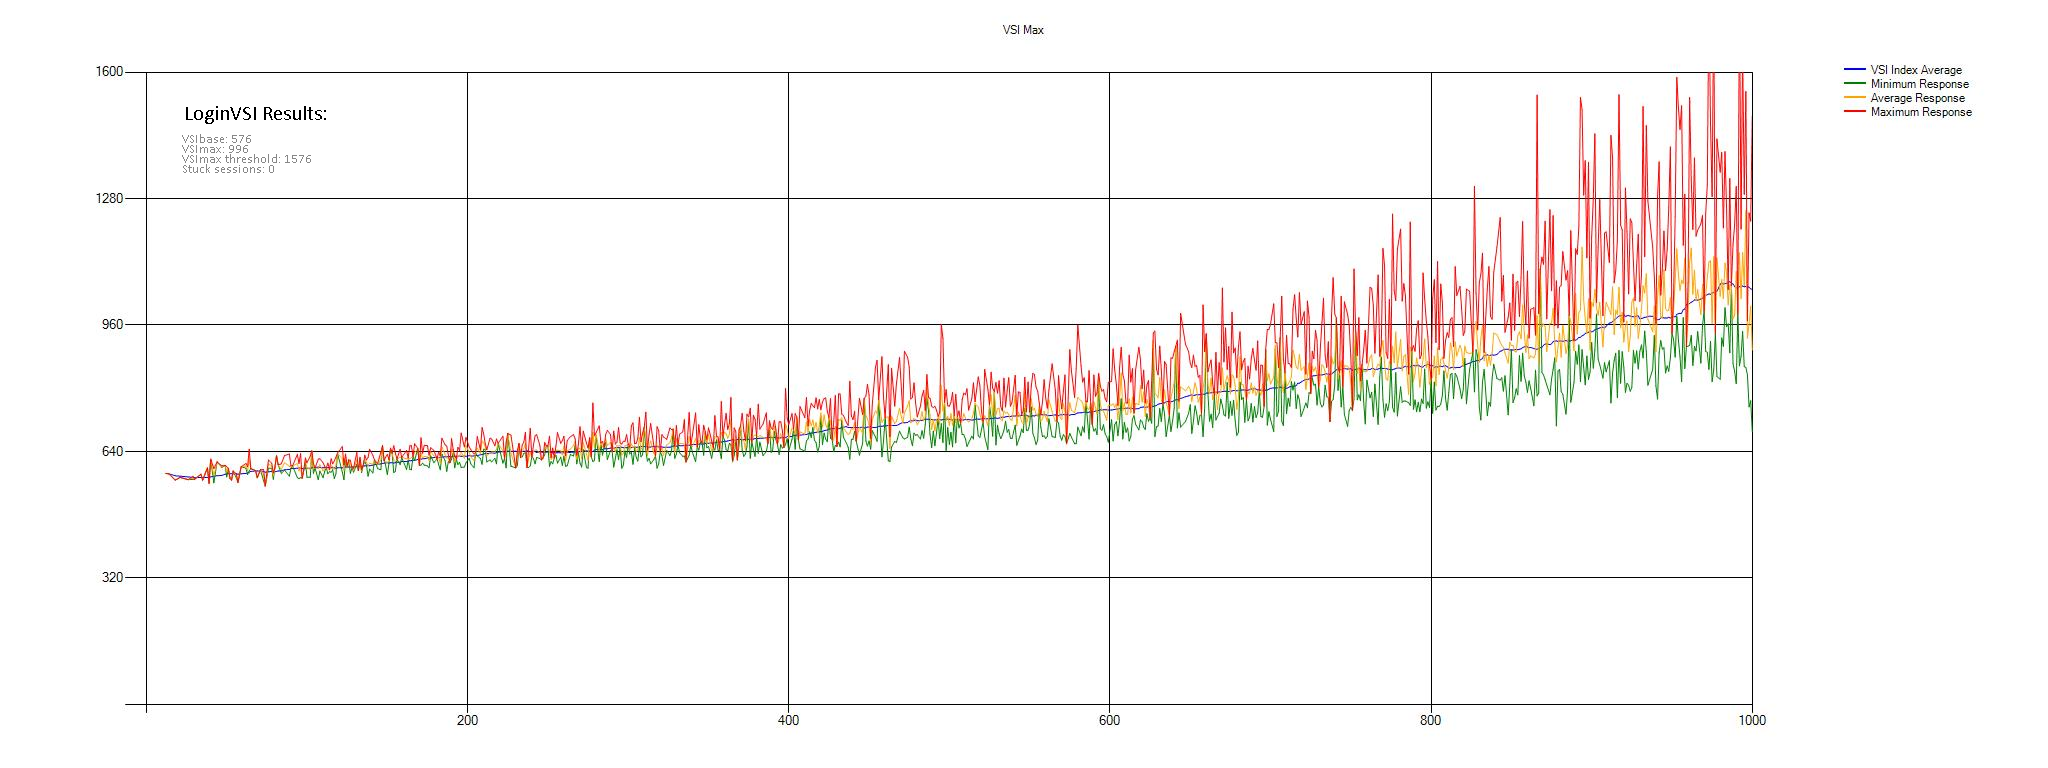 VSI Max
1600
1280
960
640
320
200
400
600
800
1000
LoginVSI Results:
VSIbase: 576
VSImax: 996
VSImax threshold: 1576
Stuck sessions: 0
VSI Index Average
Minimum Response
Average Response
Maximum Response